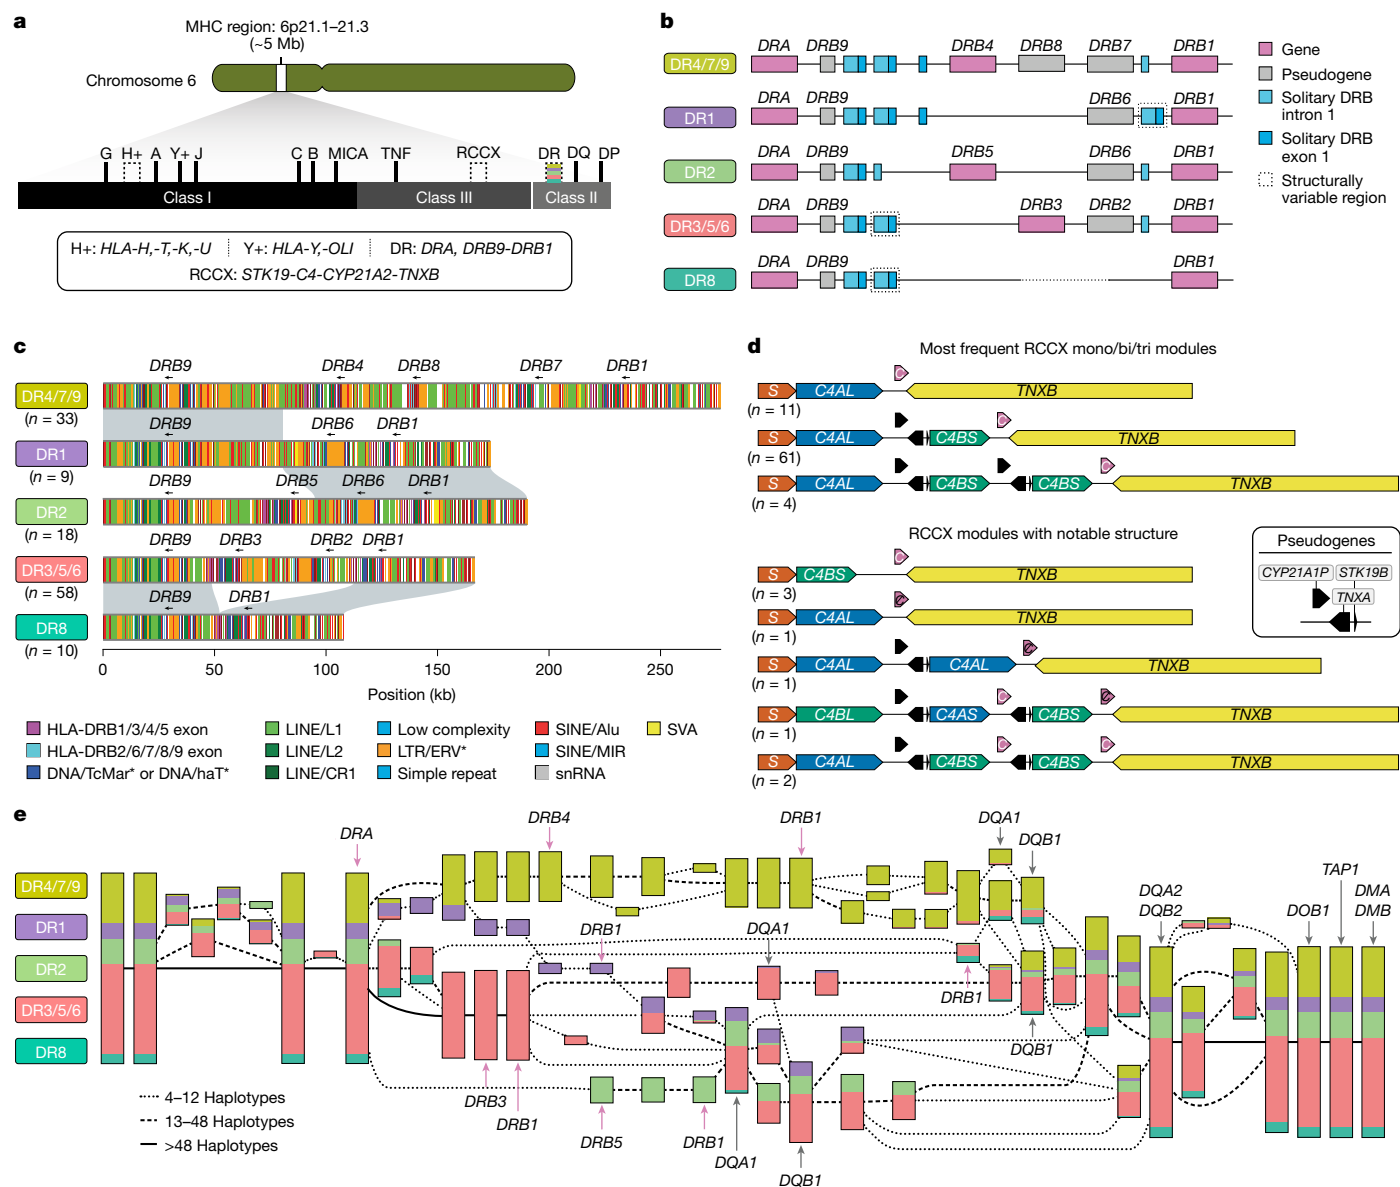 a
MHC region: 6p21.1–21.3
(~5 Mb)
Chromosome 6
G H+ A Y+ J C B MICA TNF RCCX DR DQ DP
Class I Class III Class II
H+: HLA-H,-T,-K,-U Y+: HLA-Y,-OLI DR: DRA, DRB9-DRB1
RCCX: STK19-C4-CYP21A2-TNXB
b
DRA DRB9 DRB4 DRB8 DRB7 DRB1
DR4/7/9
DRA DRB9 DRB6 DRB1
DR1
DRA DRB9 DRB5 DRB6 DRB1
DR2
DRA DRB9 DRB3 DRB2 DRB1
DR3/5/6
DRA DRB9 DRB1
DR8
Gene
Pseudogene
Solitary DRB
intron 1
Solitary DRB
exon 1
Structurally
variable region
c
DRB9 DRB4 DRB8 DRB7 DRB1
DR4/7/9
(n = 33)
DRB9 DRB6 DRB1
DR1
(n = 9)
DRB9 DRB5 DRB6 DRB1
DR2
(n = 18)
DRB9 DRB3 DRB2 DRB1
DR3/5/6
(n = 58)
DRB9 DRB1
DR8
(n = 10)
0 50 100 150 200 250
Position (kb)
HLA-DRB1/3/4/5 exon LINE/L1 Low complexity SINE/Alu SVA
HLA-DRB2/6/7/8/9 exon LINE/L2 LTR/ERV* SINE/MIR
DNA/TcMar* or DNA/haT* LINE/CR1 Simple repeat snRNA
d
Most frequent RCCX mono/bi/tri modules
C
S C4AL TNXB
(n = 11)
C
S C4AL C4BS TNXB
(n = 61)
C
S C4AL C4BS C4BS TNXB
(n = 4)
RCCX modules with notable structure
C
S C4BS TNXB
(n = 3)
C
S C4AL TNXB
(n = 1)
C
S C4AL C4AL TNXB
(n = 1)
C C
S C4BL C4AS C4BS TNXB
(n = 1)
C C
S C4AL C4BS C4BS TNXB
(n = 2)
Pseudogenes
CYP21A1P STK19B
TNXA
e
DR4/7/9
DR1
DR2
DR3/5/6
DR8
DRA
DRB4
DRB1
DQA1
DQB1
DRB1
DQA1
DRB1
DQB1
DQA2
DQB2
DOB1
TAP1
DMA
DMB
DRB3
DRB1
DRB5
DRB1
DQA1
DQB1
4–12 Haplotypes
13–48 Haplotypes
>48 Haplotypes